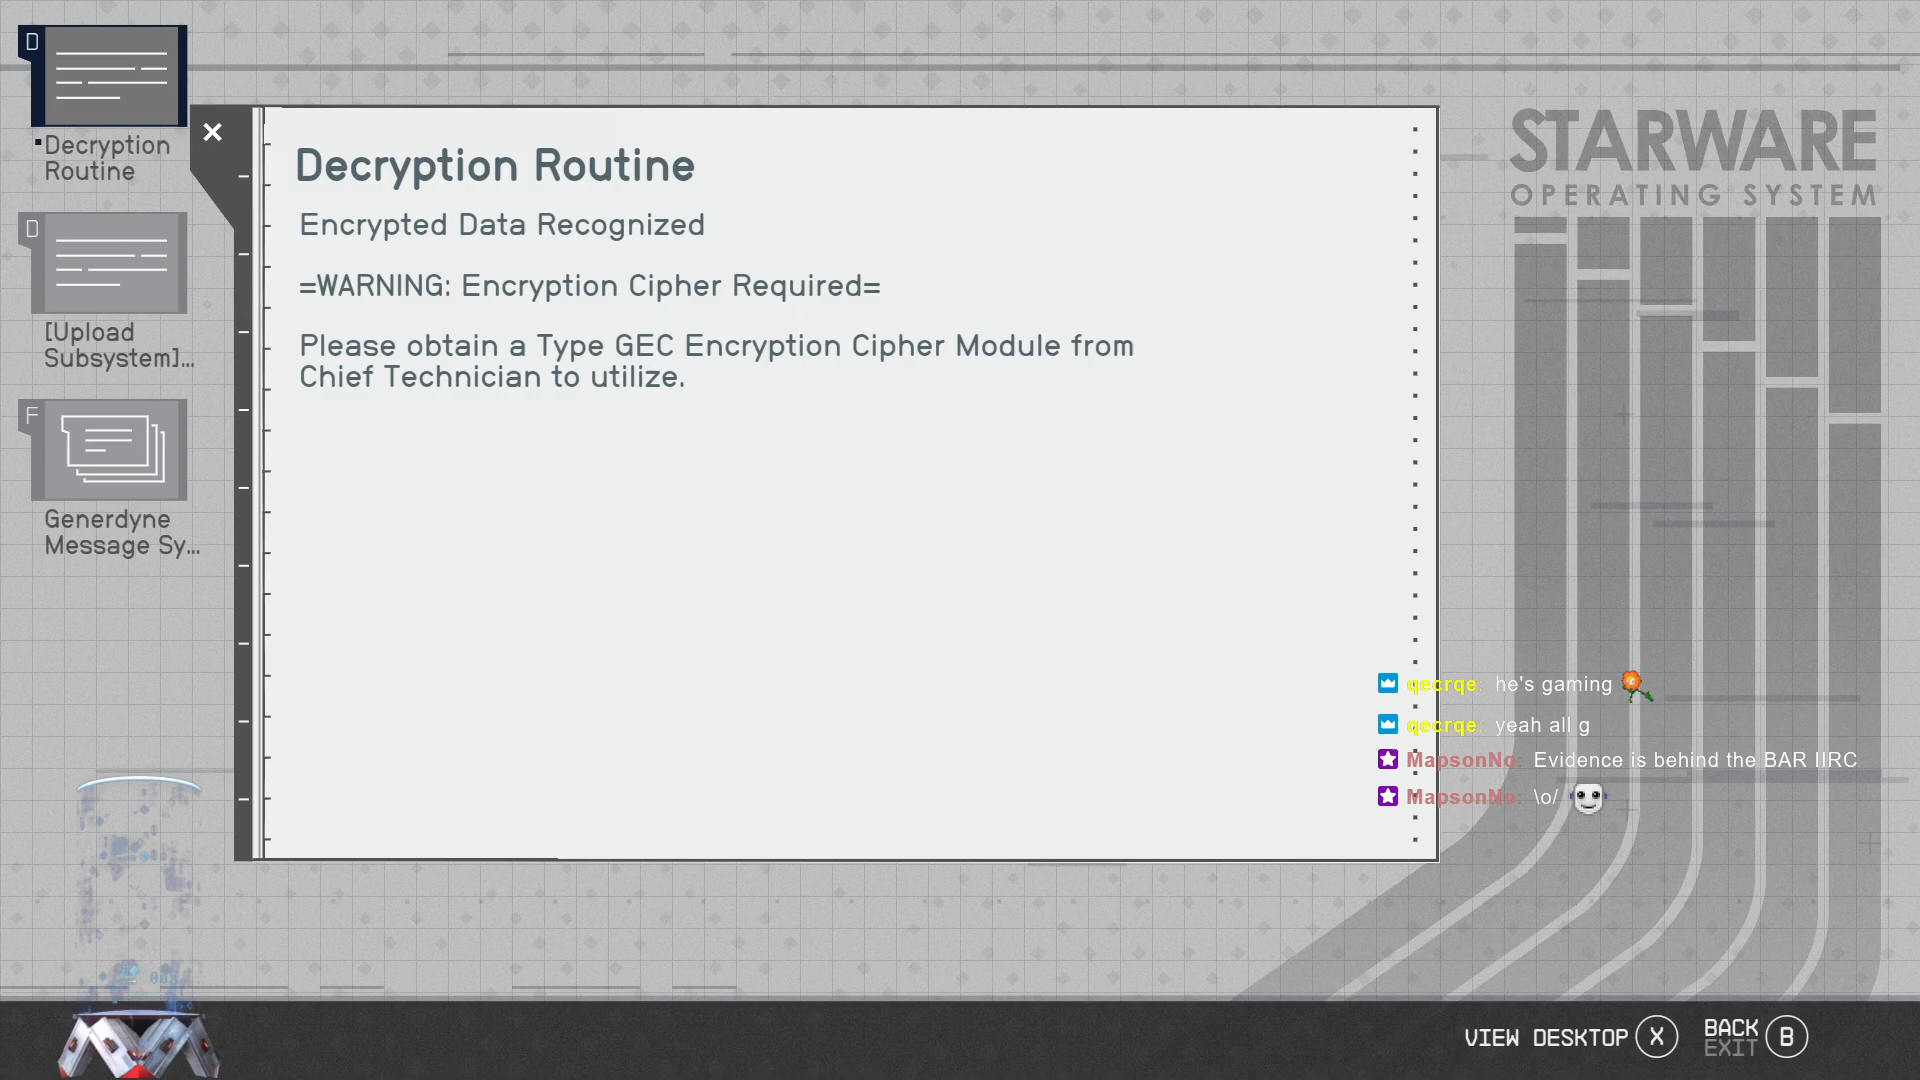 D
Decryption
Routine
D
[Upload
Subsystem]...
F
Generdyne
Message Sy...
Decryption Routine
Encrypted Data Recognized
=WARNING: Encryption Cipher Required=
Please obtain a Type GEC Encryption Cipher Module from
Chief Technician to utilize.
STARWARE
OPERATING SYSTEM
qecrqe: he's gaming
qecrqe: yeah all g
MapsonNo: Evidence is behind the BAR IIRC
MapsonNo: \o/
VIEW DESKTOP X
BACK B
EXIT